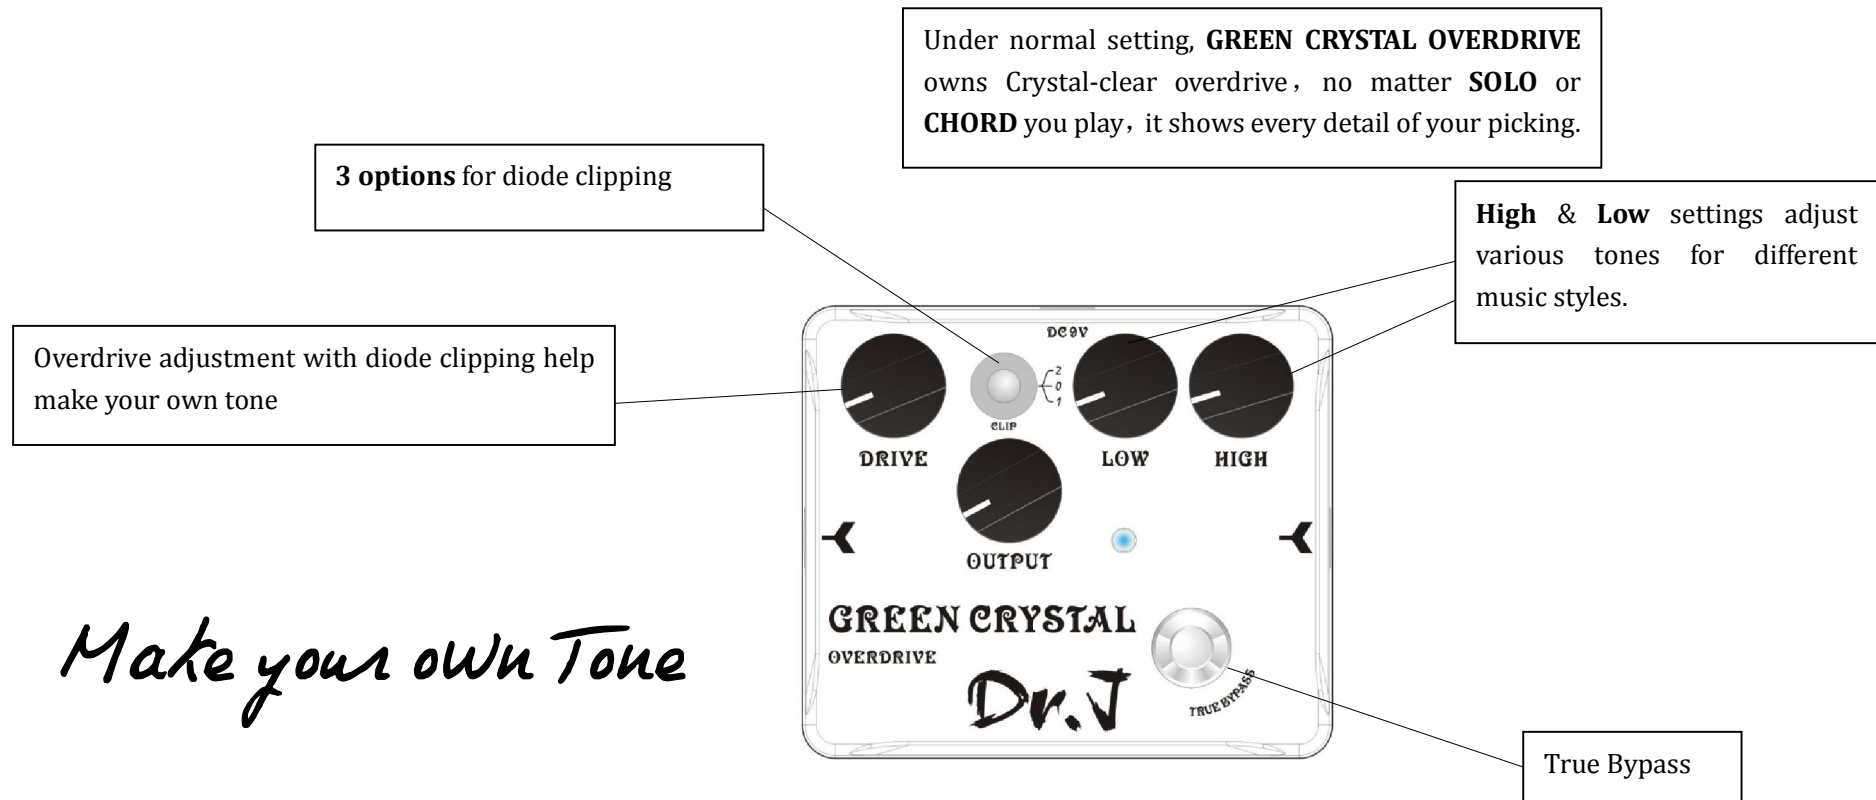 Under normal setting, GREEN CRYSTAL OVERDRIVE
owns Crystal-clear overdrive，no matter SOLO or
CHORD you play，it shows every detail of your picking.
3 options for diode clipping
High & Low settings adjust
various tones for different
music styles.
Overdrive adjustment with diode clipping help
make your own tone
DC9V
2
0
1
CLIP
DRIVE
LOW
HIGH
OUTPUT
GREEN CRYSTAL
OVERDRIVE
Dr.J
TRUE BYPASS
Make your own Tone
True Bypass